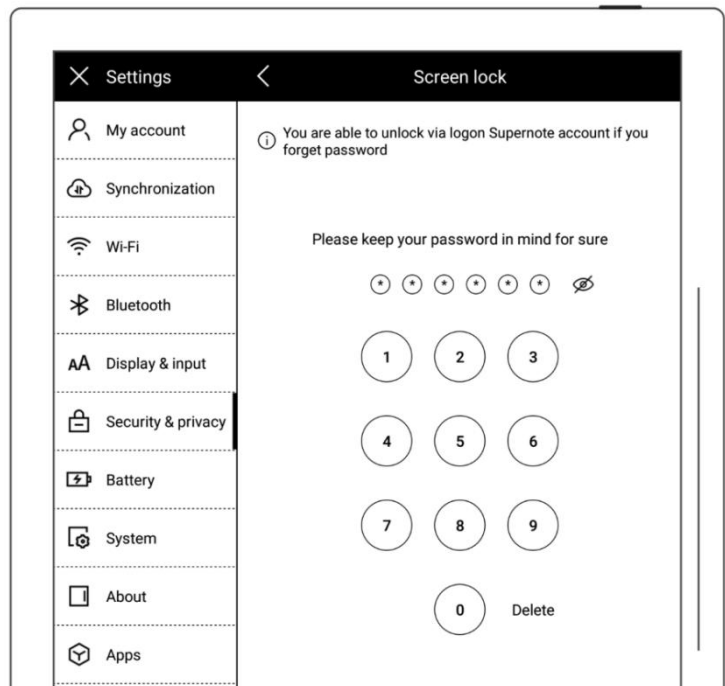 Settings
Screen lock
My account
Synchronization
Wi-Fi
Bluetooth
AA Display & input
Security & privacy
Battery
System
About
Apps
You are able to unlock via logon Supernote account if you
forget password
Please keep your password in mind for sure
* * * * * *
1 2 3
4 5 6
7 8 9
0 Delete